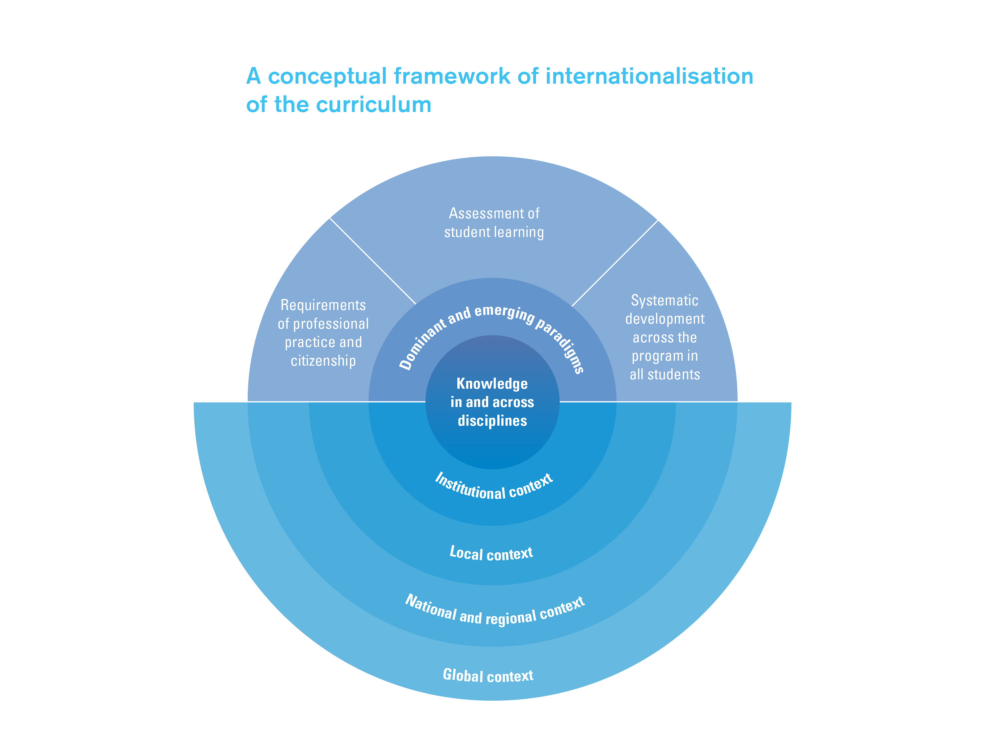 A conceptual framework of internationalisation
of the curriculum
Assessment of
student learning
Requirements
of professional
practice and
citizenship
Systematic
development
across the
program in
all students
Dominant and emerging paradigms
Knowledge
in and across
disciplines
Institutional context
Local context
National and regional context
Global context